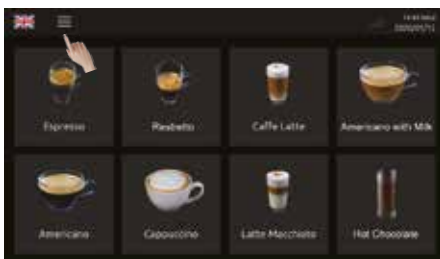 Espresso
Ristretto
Caffe Latte
Americano with Milk
Americano
Cappuccino
Latte Macchiato
Hot Chocolate